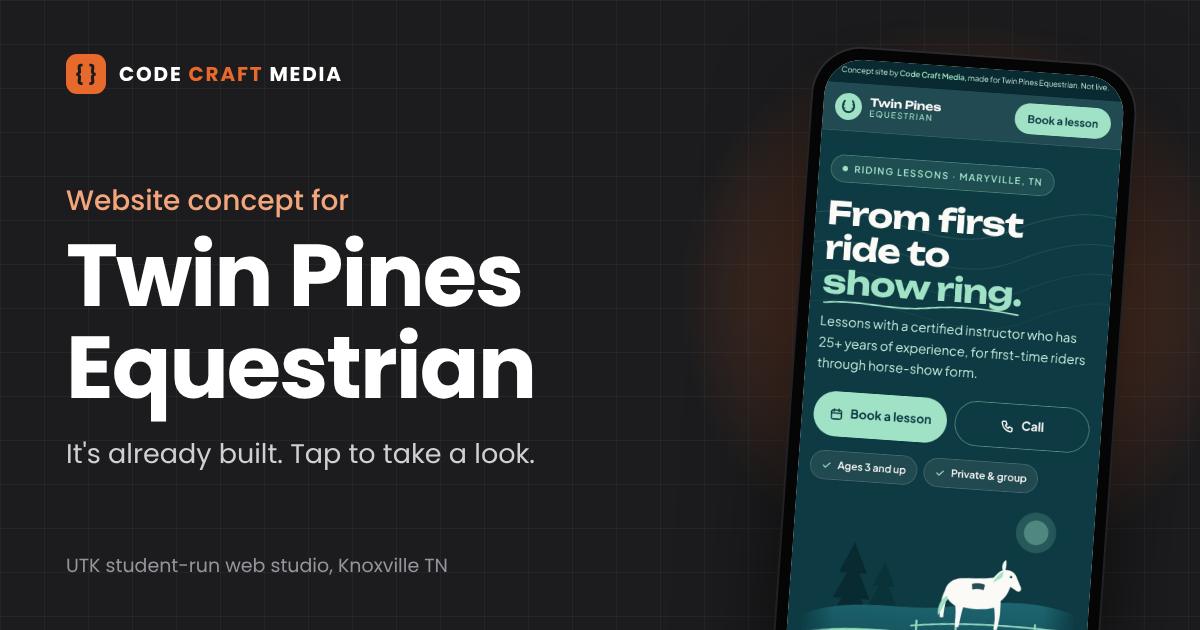 { } CODE CRAFT MEDIA
Website concept for
Twin Pines
Equestrian
It's already built. Tap to take a look.
UTK student-run web studio, Knoxville TN
Concept site by Code Craft Media, made for Twin Pines Equestrian. Not live.
Twin Pines
EQUESTRIAN
Book a lesson
RIDING LESSONS · MARYVILLE, TN
From first
ride to
show ring.
Lessons with a certified instructor who has
25+ years of experience, for first-time riders
through horse-show form.
Book a lesson
Call
Ages 3 and up
Private & group